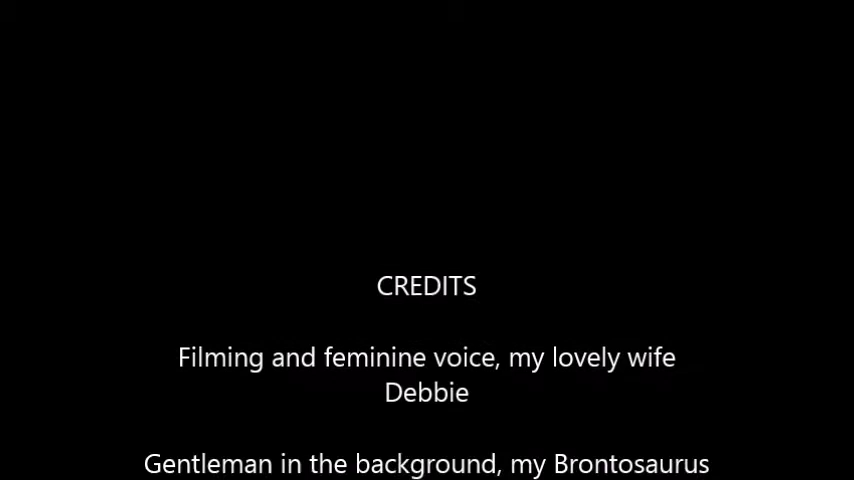 CREDITS
Filming and feminine voice, my lovely wife
Debbie
Gentleman in the background, my Brontosaurus